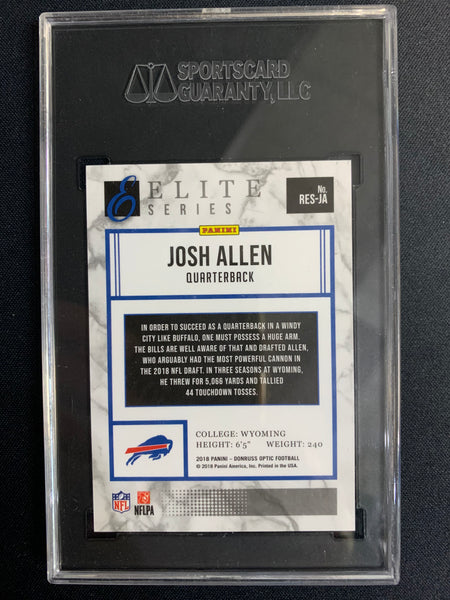 SPORTSCARD
GUARANTY, LLC
E ELITE
SERIES
No.
RES-JA
PANINI
JOSH ALLEN
QUARTERBACK
IN ORDER TO SUCCEED AS A QUARTERBACK IN A WINDY
CITY LIKE BUFFALO, ONE MUST POSSESS A HUGE ARM.
THE BILLS ARE WELL AWARE OF THAT AND DRAFTED ALLEN,
WHO ARGUABLY HAD THE MOST POWERFUL CANNON IN
THE 2018 NFL DRAFT. IN THREE SEASONS AT WYOMING,
HE THREW FOR 5,066 YARDS AND TALLIED
44 TOUCHDOWN TOSSES.
COLLEGE: WYOMING
HEIGHT: 6'5" WEIGHT: 240
2018 PANINI - DONRUSS OPTIC FOOTBALL
© 2018 Panini America, Inc. Printed in the USA.
NFL
NFLPA